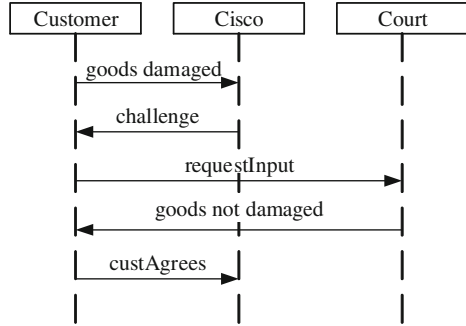 Customer Cisco Court
goods damaged
challenge
requestInput
goods not damaged
custAgrees